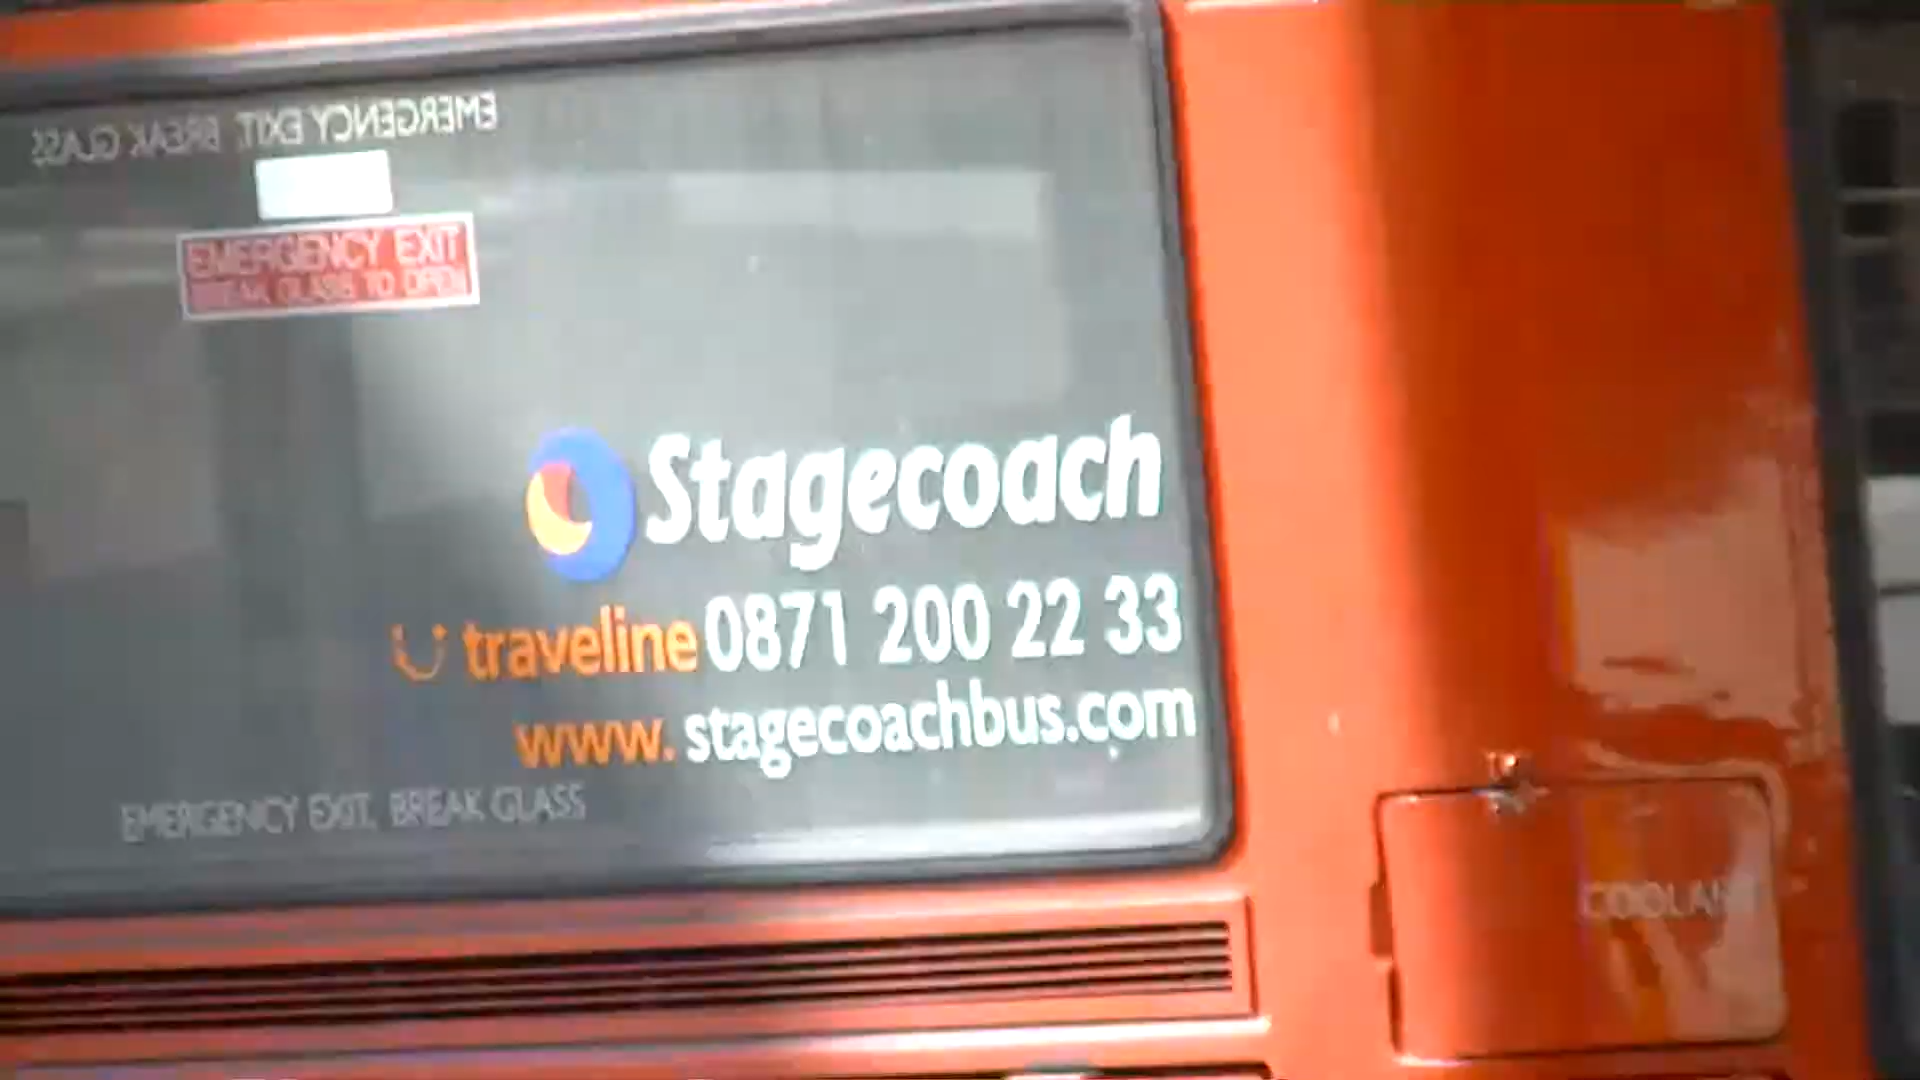 EMERGENCY EXIT, BREAK GLASS
EMERGENCY EXIT
BREAK GLASS TO OPEN
Stagecoach
traveline 0871 200 22 33
www.stagecoachbus.com
EMERGENCY EXIT, BREAK GLASS
COOLANT